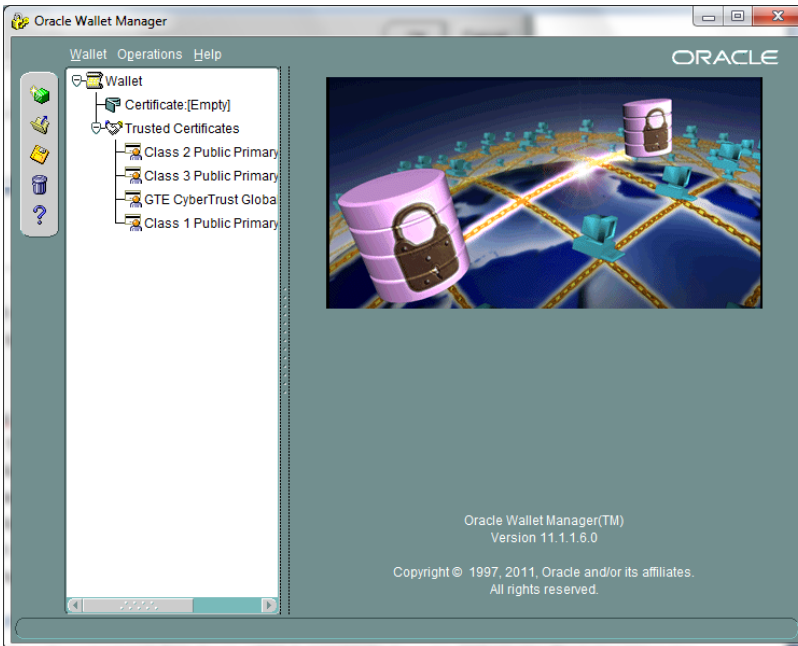 Oracle Wallet Manager
Wallet Operations Help
ORACLE
Wallet
Certificate:[Empty]
Trusted Certificates
Class 2 Public Primary
Class 3 Public Primary
GTE CyberTrust Globa
Class 1 Public Primary
?
Oracle Wallet Manager(TM)
Version 11.1.1.6.0
Copyright © 1997, 2011, Oracle and/or its affiliates.
All rights reserved.